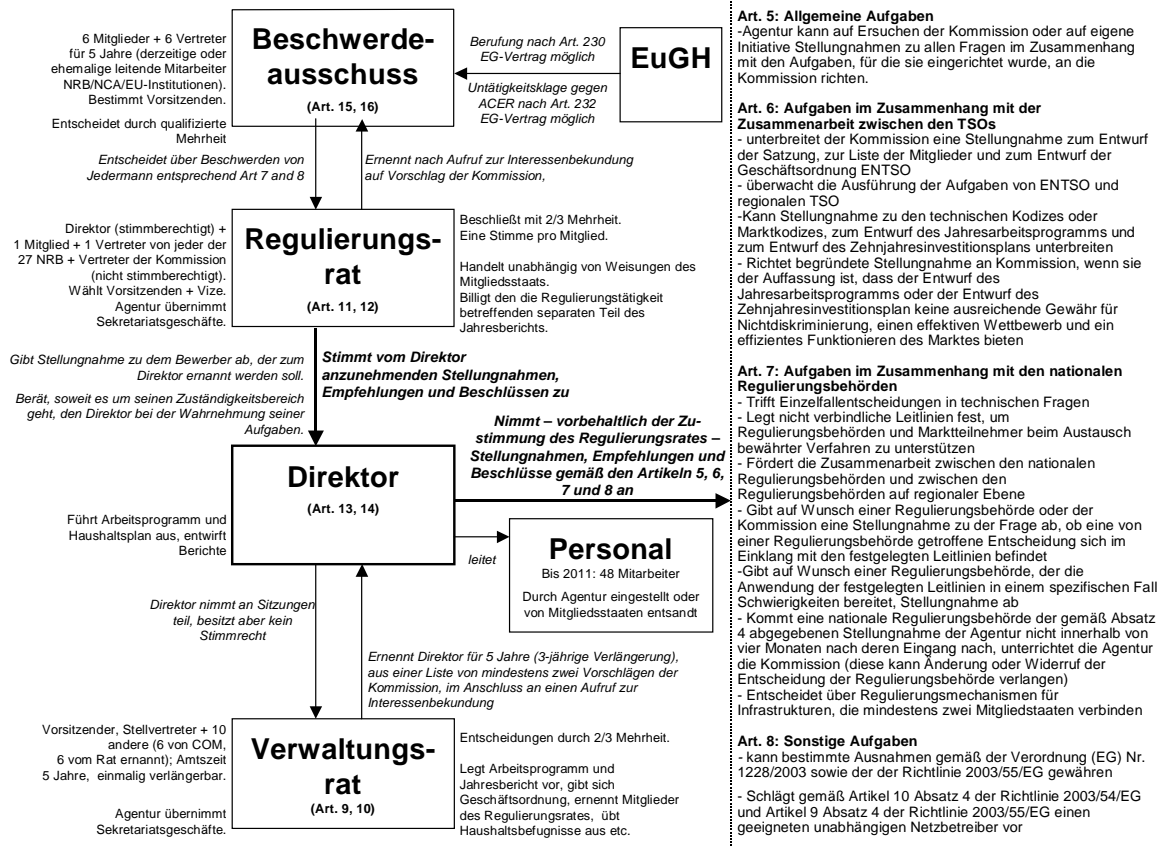 6 Mitglieder + 6 Vertreter
für 5 Jahre (derzeitige oder
ehemalige leitende Mitarbeiter
NRB/NCA/EU-Institutionen).
Bestimmt Vorsitzenden.
Entscheidet durch qualifizierte
Mehrheit
Beschwerde-
ausschuss
(Art. 15, 16)
Berufung nach Art. 230
EG-Vertrag möglich
Untätigkeitsklage gegen
ACER nach Art. 232
EG-Vertrag möglich
EuGH
Entscheidet über Beschwerden von
Jedermann entsprechend Art 7 and 8
Ernennt nach Aufruf zur Interessenbekundung
auf Vorschlag der Kommission,
Direktor (stimmberechtigt) +
1 Mitglied + 1 Vertreter von jeder der
27 NRB + Vertreter der Kommission
(nicht stimmberechtigt).
Wählt Vorsitzenden + Vize.
Agentur übernimmt
Sekretariatsgeschäfte.
Regulierungs-
rat
(Art. 11, 12)
Beschließt mit 2/3 Mehrheit.
Eine Stimme pro Mitglied.
Handelt unabhängig von Weisungen des
Mitgliedsstaats.
Billigt den die Regulierungstätigkeit
betreffenden separaten Teil des
Jahresberichts.
Gibt Stellungnahme zu dem Bewerber ab, der zum
Direktor ernannt werden soll.
Berät, soweit es um seinen Zuständigkeitsbereich
geht, den Direktor bei der Wahrnehmung seiner
Aufgaben.
Stimmt vom Direktor
anzunehmenden Stellungnahmen,
Empfehlungen und Beschlüssen zu
Nimmt – vorbehaltlich der Zu-
stimmung des Regulierungsrates –
Stellungnahmen, Empfehlungen und
Beschlüsse gemäß den Artikeln 5, 6,
7 und 8 an
Direktor
(Art. 13, 14)
Führt Arbeitsprogramm und
Haushaltsplan aus, entwirft
Berichte
leitet
Personal
Bis 2011: 48 Mitarbeiter
Durch Agentur eingestellt oder
von Mitgliedsstaaten entsandt
Direktor nimmt an Sitzungen
teil, besitzt aber kein
Stimmrecht
Ernennt Direktor für 5 Jahre (3-jährige Verlängerung),
aus einer Liste von mindestens zwei Vorschlägen der
Kommission, im Anschluss an einen Aufruf zur
Interessenbekundung
Vorsitzender, Stellvertreter + 10
andere (6 von COM,
6 vom Rat ernannt); Amtszeit
5 Jahre, einmalig verlängerbar.
Agentur übernimmt
Sekretariatsgeschäfte.
Verwaltungs-
rat
(Art. 9, 10)
Entscheidungen durch 2/3 Mehrheit.
Legt Arbeitsprogramm und
Jahresbericht vor, gibt sich
Geschäftsordnung, ernennt Mitglieder
des Regulierungsrates, übt
Haushaltsbefugnisse aus etc.
Art. 5: Allgemeine Aufgaben
-Agentur kann auf Ersuchen der Kommission oder auf eigene
Initiative Stellungnahmen zu allen Fragen im Zusammenhang
mit den Aufgaben, für die sie eingerichtet wurde, an die
Kommission richten.
Art. 6: Aufgaben im Zusammenhang mit der
Zusammenarbeit zwischen den TSOs
- unterbreitet der Kommission eine Stellungnahme zum Entwurf
der Satzung, zur Liste der Mitglieder und zum Entwurf der
Geschäftsordnung ENTSO
- überwacht die Ausführung der Aufgaben von ENTSO und
regionalen TSO
-Kann Stellungnahme zu den technischen Kodizes oder
Marktkodizes, zum Entwurf des Jahresarbeitsprogramms und
zum Entwurf des Zehnjahresinvestitionsplans unterbreiten
- Richtet begründete Stellungnahme an Kommission, wenn sie
der Auffassung ist, dass der Entwurf des
Jahresarbeitsprogramms oder der Entwurf des
Zehnjahresinvestitionsplan keine ausreichende Gewähr für
Nichtdiskriminierung, einen effektiven Wettbewerb und ein
effizientes Funktionieren des Marktes bieten
Art. 7: Aufgaben im Zusammenhang mit den nationalen
Regulierungsbehörden
- Trifft Einzelfallentscheidungen in technischen Fragen
- Legt nicht verbindliche Leitlinien fest, um
Regulierungsbehörden und Marktteilnehmer beim Austausch
bewährter Verfahren zu unterstützen
- Fördert die Zusammenarbeit zwischen den nationalen
Regulierungsbehörden und zwischen den
Regulierungsbehörden auf regionaler Ebene
- Gibt auf Wunsch einer Regulierungsbehörde oder der
Kommission eine Stellungnahme zu der Frage ab, ob eine von
einer Regulierungsbehörde getroffene Entscheidung sich im
Einklang mit den festgelegten Leitlinien befindet
-Gibt auf Wunsch einer Regulierungsbehörde, der die
Anwendung der festgelegten Leitlinien in einem spezifischen Fall
Schwierigkeiten bereitet, Stellungnahme ab
- Kommt eine nationale Regulierungsbehörde der gemäß Absatz
4 abgegebenen Stellungnahme der Agentur nicht innerhalb von
vier Monaten nach deren Eingang nach, unterrichtet die Agentur
die Kommission (diese kann Änderung oder Widerruf der
Entscheidung der Regulierungsbehörde verlangen)
- Entscheidet über Regulierungsmechanismen für
Infrastrukturen, die mindestens zwei Mitgliedstaaten verbinden
Art. 8: Sonstige Aufgaben
- kann bestimmte Ausnahmen gemäß der Verordnung (EG) Nr.
1228/2003 sowie der der Richtlinie 2003/55/EG gewähren
- Schlägt gemäß Artikel 10 Absatz 4 der Richtlinie 2003/54/EG
und Artikel 9 Absatz 4 der Richtlinie 2003/55/EG einen
geeigneten unabhängigen Netzbetreiber vor